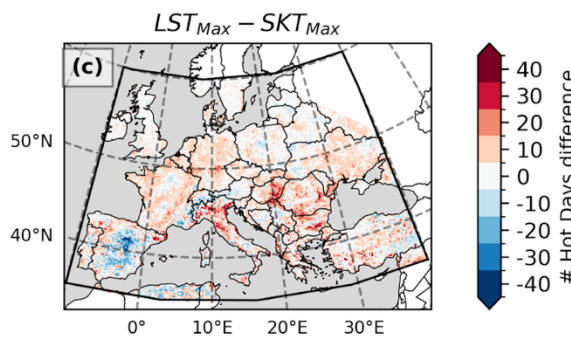 LST_Max − SKT_Max
(c)
50°N
40°N
0°
10°E
20°E
30°E
40
30
20
10
0
-10
-20
-30
-40
# Hot Days difference